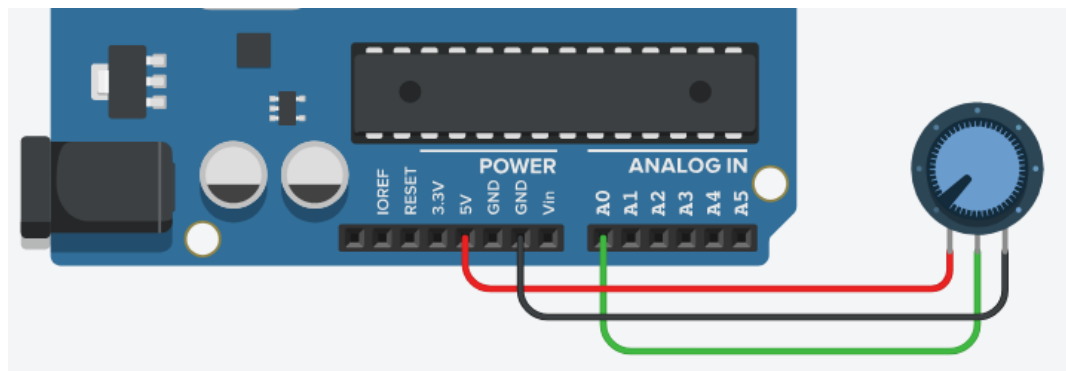 POWER
ANALOG IN
IOREF
RESET
3.3V
5V
GND
GND
Vin
A0
A1
A2
A3
A4
A5